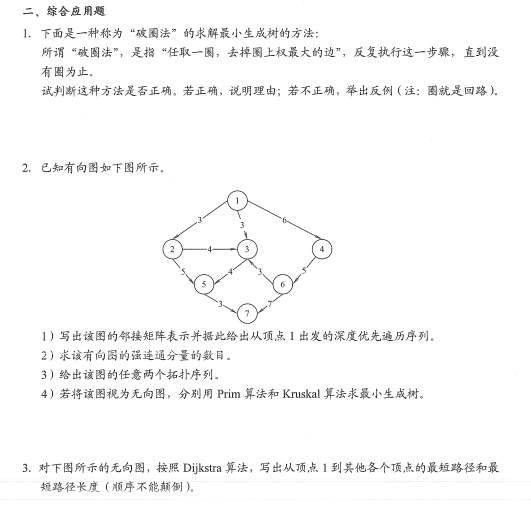 二、综合应用题
1. 下面是一种称为“破圈法”的求解最小生成树的方法：
所谓“破圈法”，是指“任取一圈，去掉圈上权最大的边”，反复执行这一步骤，直到没
有圈为止。
试判断这种方法是否正确。若正确，说明理由；若不正确，举出反例（注：圈就是回路）。
2. 已知有向图如下图所示。
1
3 3 6
2 4 3 4
5 4 3 5
5 6
3 7
7
1）写出该图的邻接矩阵表示并据此给出从顶点 1 出发的深度优先遍历序列。
2）求该有向图的强连通分量的数目。
3）给出该图的任意两个拓扑序列。
4）若将该图视为无向图，分别用 Prim 算法和 Kruskal 算法求最小生成树。
3. 对下图所示的无向图，按照 Dijkstra 算法，写出从顶点 1 到其他各个顶点的最短路径和最
短路径长度（顺序不能颠倒）。